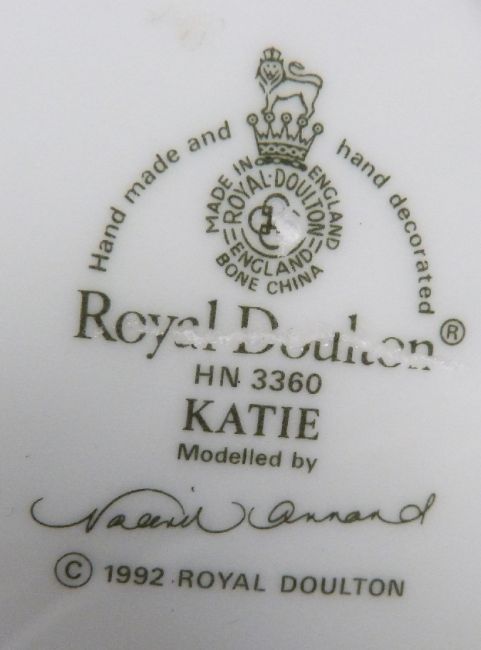 Hand made and hand decorated
MADE IN ENGLAND
ROYAL·DOULTON
ENGLAND
BONE CHINA
Royal Doulton®
HN 3360
KATIE
Modelled by
Valerie Annand
© 1992 ROYAL DOULTON